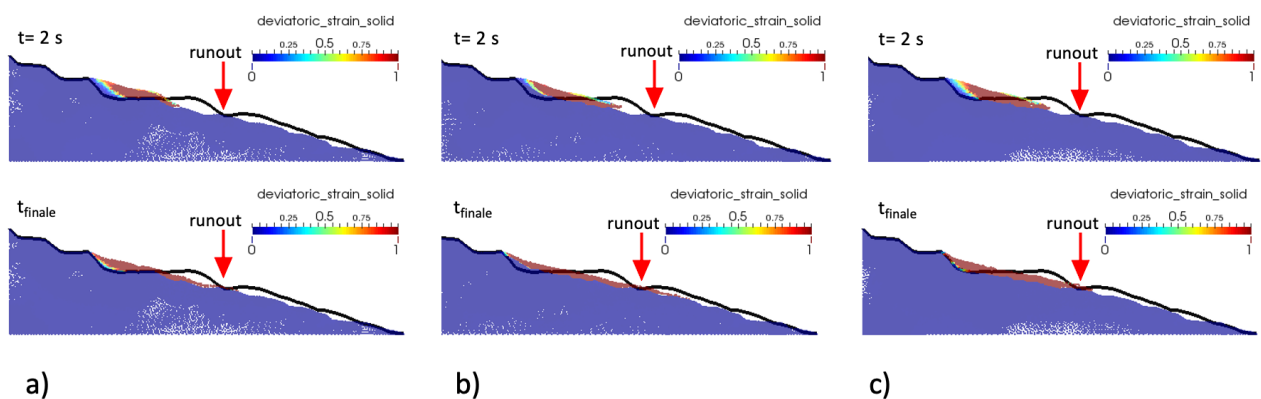 deviatoric_strain_solid
t= 2 s
0.25 0.5 0.75
runout
0 1
deviatoric_strain_solid
t= 2 s
0.25 0.5 0.75
runout
0 1
deviatoric_strain_solid
t= 2 s
0.25 0.5 0.75
runout
0 1
deviatoric_strain_solid
tfinale
0.25 0.5 0.75
runout
0 1
deviatoric_strain_solid
tfinale
0.25 0.5 0.75
runout
0 1
deviatoric_strain_solid
tfinale
0.25 0.5 0.75
runout
0 1
a)
b)
c)